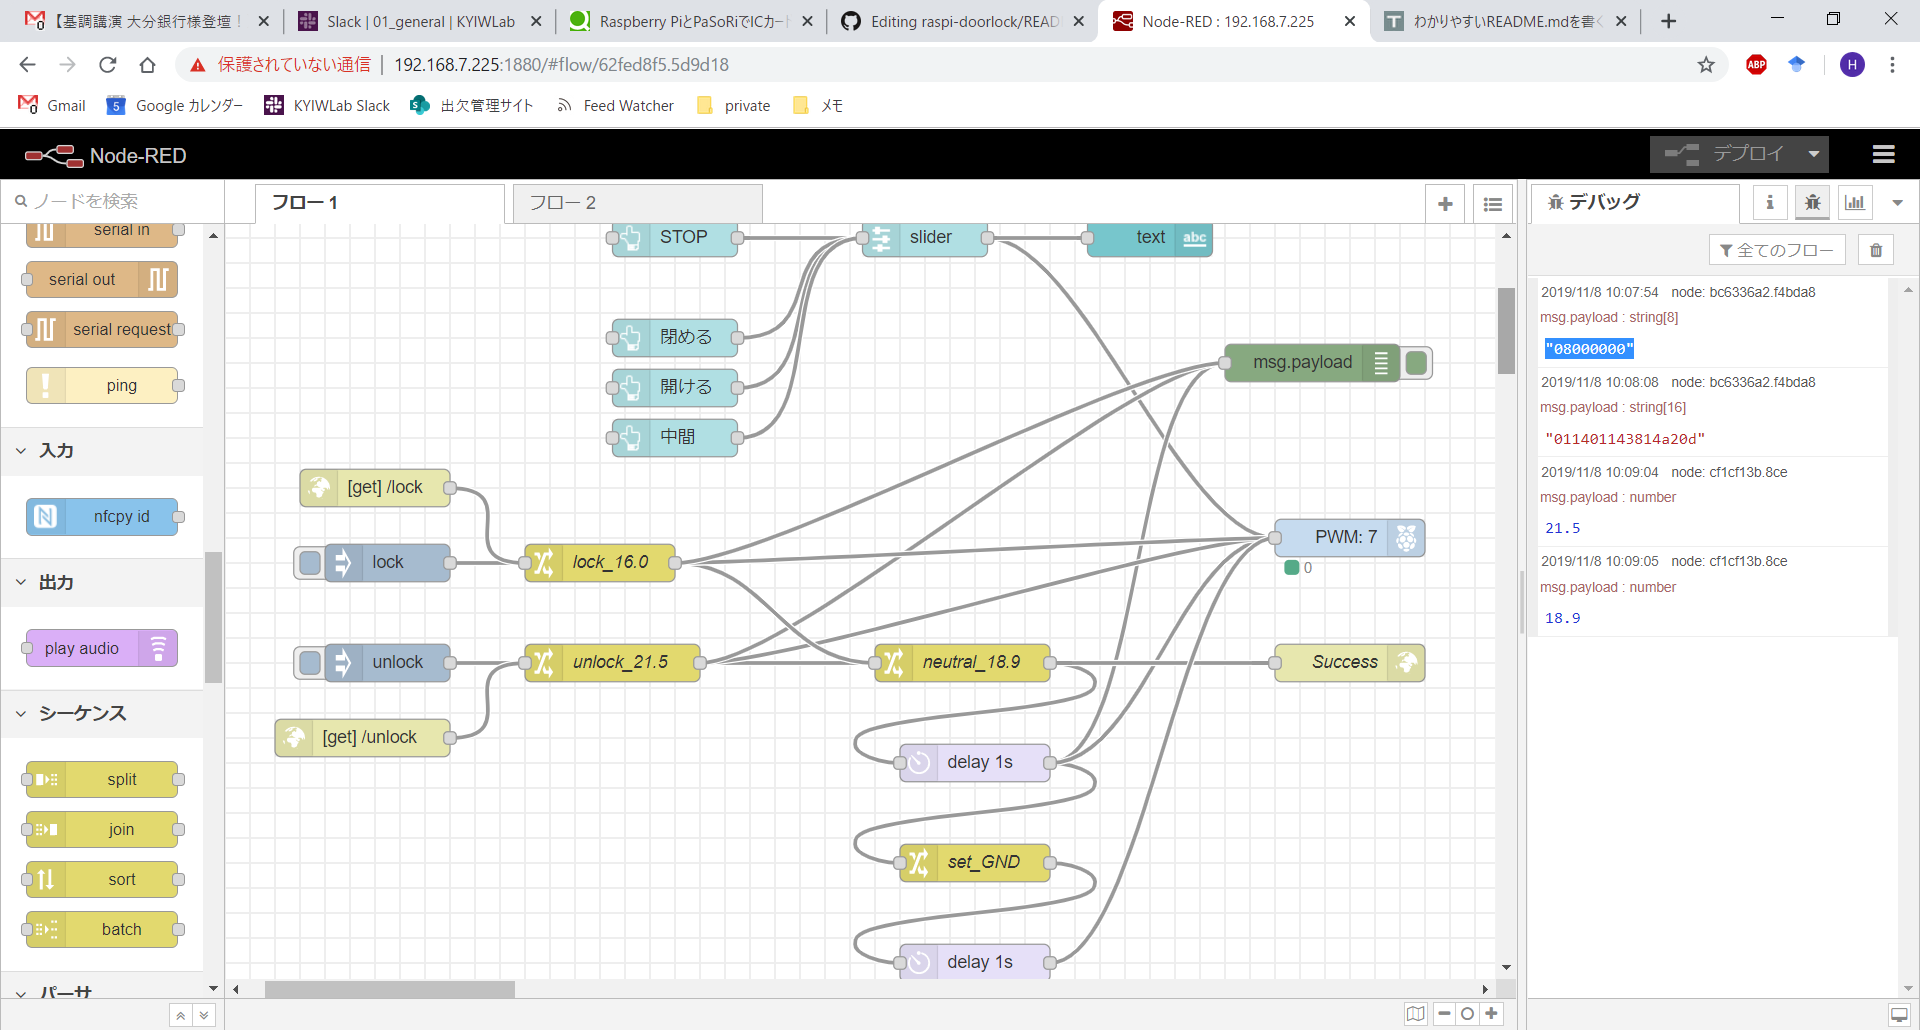 【基調講演 大分銀行様登壇！
Slack | 01_general | KYIWLab
Raspberry PiとPaSoRiでICカー
Editing raspi-doorlock/READ
Node-RED : 192.168.7.225
わかりやすいREADME.mdを書く
保護されていない通信
192.168.7.225:1880/#flow/62fed8f5.5d9d18
ABP
H
Gmail
Google カレンダー
KYIWLab Slack
出欠管理サイト
Feed Watcher
private
メモ
Node-RED
デプロイ
ノードを検索
フロー 1
フロー 2
デバッグ
serial in
serial out
serial request
ping
入力
nfcpy id
出力
play audio
シーケンス
split
join
sort
batch
パーサ
STOP
slider
text
abc
閉める
開ける
中間
msg.payload
[get] /lock
lock
lock_16.0
PWM: 7
0
unlock
unlock_21.5
neutral_18.9
Success
[get] /unlock
delay 1s
set_GND
delay 1s
全てのフロー
2019/11/8 10:07:54 node: bc6336a2.f4bda8
msg.payload : string[8]
"08000000"
2019/11/8 10:08:08 node: bc6336a2.f4bda8
msg.payload : string[16]
"011401143814a20d"
2019/11/8 10:09:04 node: cf1cf13b.8ce
msg.payload : number
21.5
2019/11/8 10:09:05 node: cf1cf13b.8ce
msg.payload : number
18.9